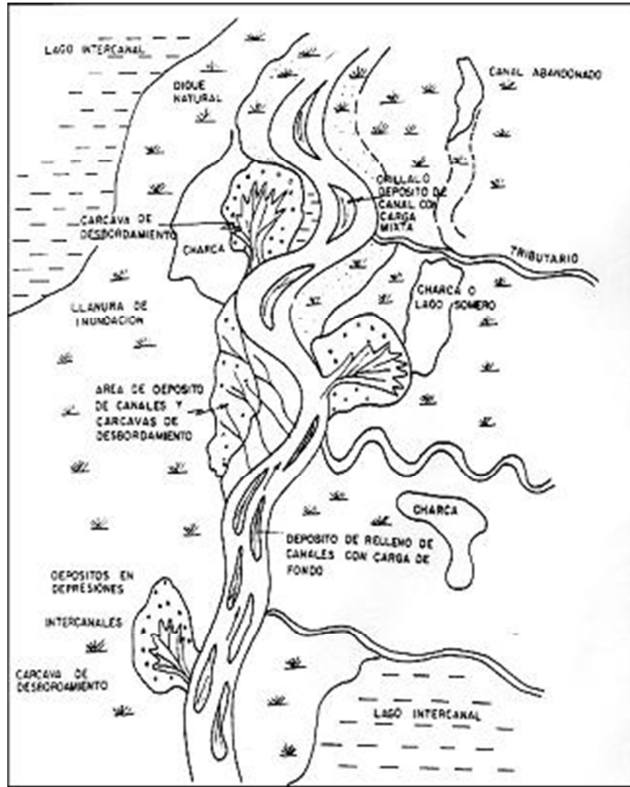 LAGO INTERCANAL
DIQUE
NATURAL
CANAL ABANDONADO
ORILLALO
DEPOSITO DE
CANAL CON
CARGA
MIXTA
CARCAVA DE
DESBORDAMIENTO
CHARCA
TRIBUTARIO
CHARCA O
LAGO SOMERO
LLANURA DE
INUNDACION
AREA DE DEPOSITO
DE CANALES Y
CARCAVAS DE
DESBORDAMIENTO
CHARCA
DEPOSITO DE RELLENO DE
CANALES CON CARGA DE
FONDO
DEPOSITOS EN
DEPRESIONES
INTERCANALES
CARCAVA DE
DESBORDAMIENTO
LAGO INTERCANAL